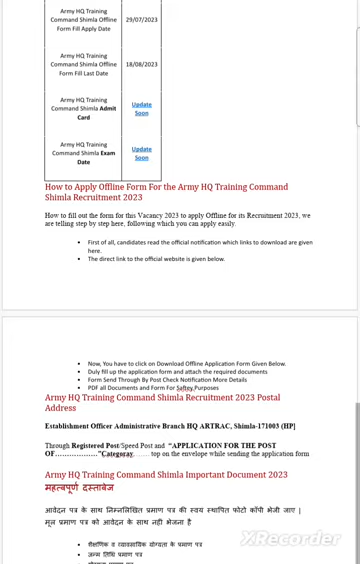 Army HQ Training
Command Shimla Offline
Form Fill Apply Date
29/07/2023
Army HQ Training
Command Shimla Offline
Form Fill Last Date
18/08/2023
Army HQ Training
Command Shimla Admit
Card
Update
Soon
Army HQ Training
Command Shimla Exam
Date
Update
Soon
How to Apply Offline Form For the Army HQ Training Command
Shimla Recruitment 2023
How to fill out the form for this Vacancy 2023 to apply Offline for its Recruitment 2023, we
are telling step by step here, following which you can apply easily.
• First of all, candidates read the official notification which links to download are given
here.
• The direct link to the official website is given below.
• Now, You have to click on Download Offline Application Form Given Below.
• Duly fill up the application form and attach the required documents
• Form Send Through By Post Check Notification More Details
• PDF all Documents and Form For Saftey,Purposes
Army HQ Training Command Shimla Recruitment 2023 Postal
Address
Establishment Officer Administrative Branch HQ ARTRAC, Shimla-171003 (HP]
Through Registered Post/Speed Post and “APPLICATION FOR THE POST
OF………………”Categoray……. top on the envelope while sending the application form
Army HQ Training Command Shimla Important Document 2023
महत्बपूर्ण दस्ताबेज
आवेदन पत्र के साथ निम्नलिखित प्रमाण पत्र की स्वय स्थापित फोटो कॉपी भेजी जाए |
मूल प्रमाण पत्र को आवेदन के साथ नहीं भेजना है
• शैक्षणिक व व्यावसायिक योग्यता के प्रमाण पत्र
• जन्म तिथि प्रमाण पत्र
XRecorder